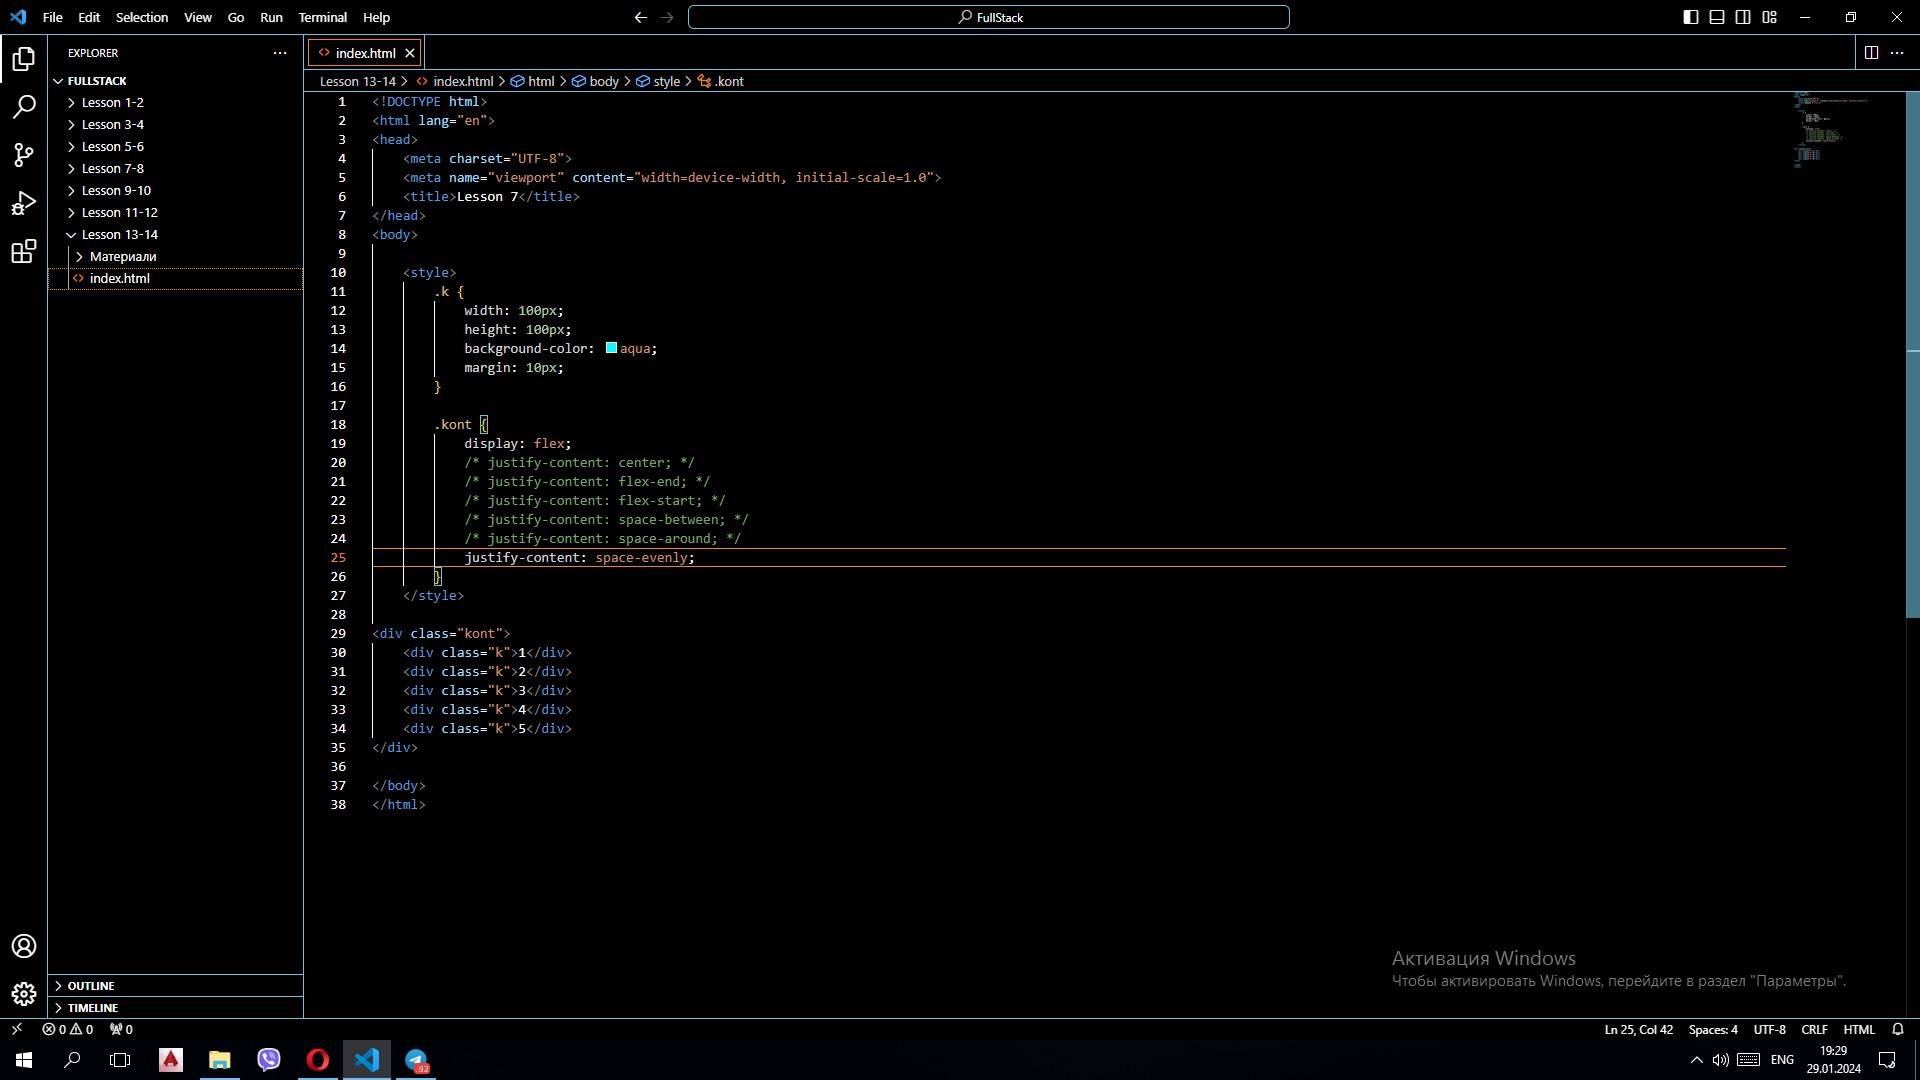 File Edit Selection View Go Run Terminal Help
FullStack
EXPLORER
FULLSTACK
Lesson 1-2
Lesson 3-4
Lesson 5-6
Lesson 7-8
Lesson 9-10
Lesson 11-12
Lesson 13-14
Материали
index.html
OUTLINE
TIMELINE
index.html
Lesson 13-14 > index.html > html > body > style > .kont
1 <!DOCTYPE html>
2 <html lang="en">
3 <head>
4 <meta charset="UTF-8">
5 <meta name="viewport" content="width=device-width, initial-scale=1.0">
6 <title>Lesson 7</title>
7 </head>
8 <body>
9
10 <style>
11 .k {
12 width: 100px;
13 height: 100px;
14 background-color: aqua;
15 margin: 10px;
16 }
17
18 .kont {
19 display: flex;
20 /* justify-content: center; */
21 /* justify-content: flex-end; */
22 /* justify-content: flex-start; */
23 /* justify-content: space-between; */
24 /* justify-content: space-around; */
25 justify-content: space-evenly;
26 }
27 </style>
28
29 <div class="kont">
30 <div class="k">1</div>
31 <div class="k">2</div>
32 <div class="k">3</div>
33 <div class="k">4</div>
34 <div class="k">5</div>
35 </div>
36
37 </body>
38 </html>
Активация Windows
Чтобы активировать Windows, перейдите в раздел "Параметры".
0 0 0
Ln 25, Col 42 Spaces: 4 UTF-8 CRLF HTML
92
ENG
19:29
29.01.2024